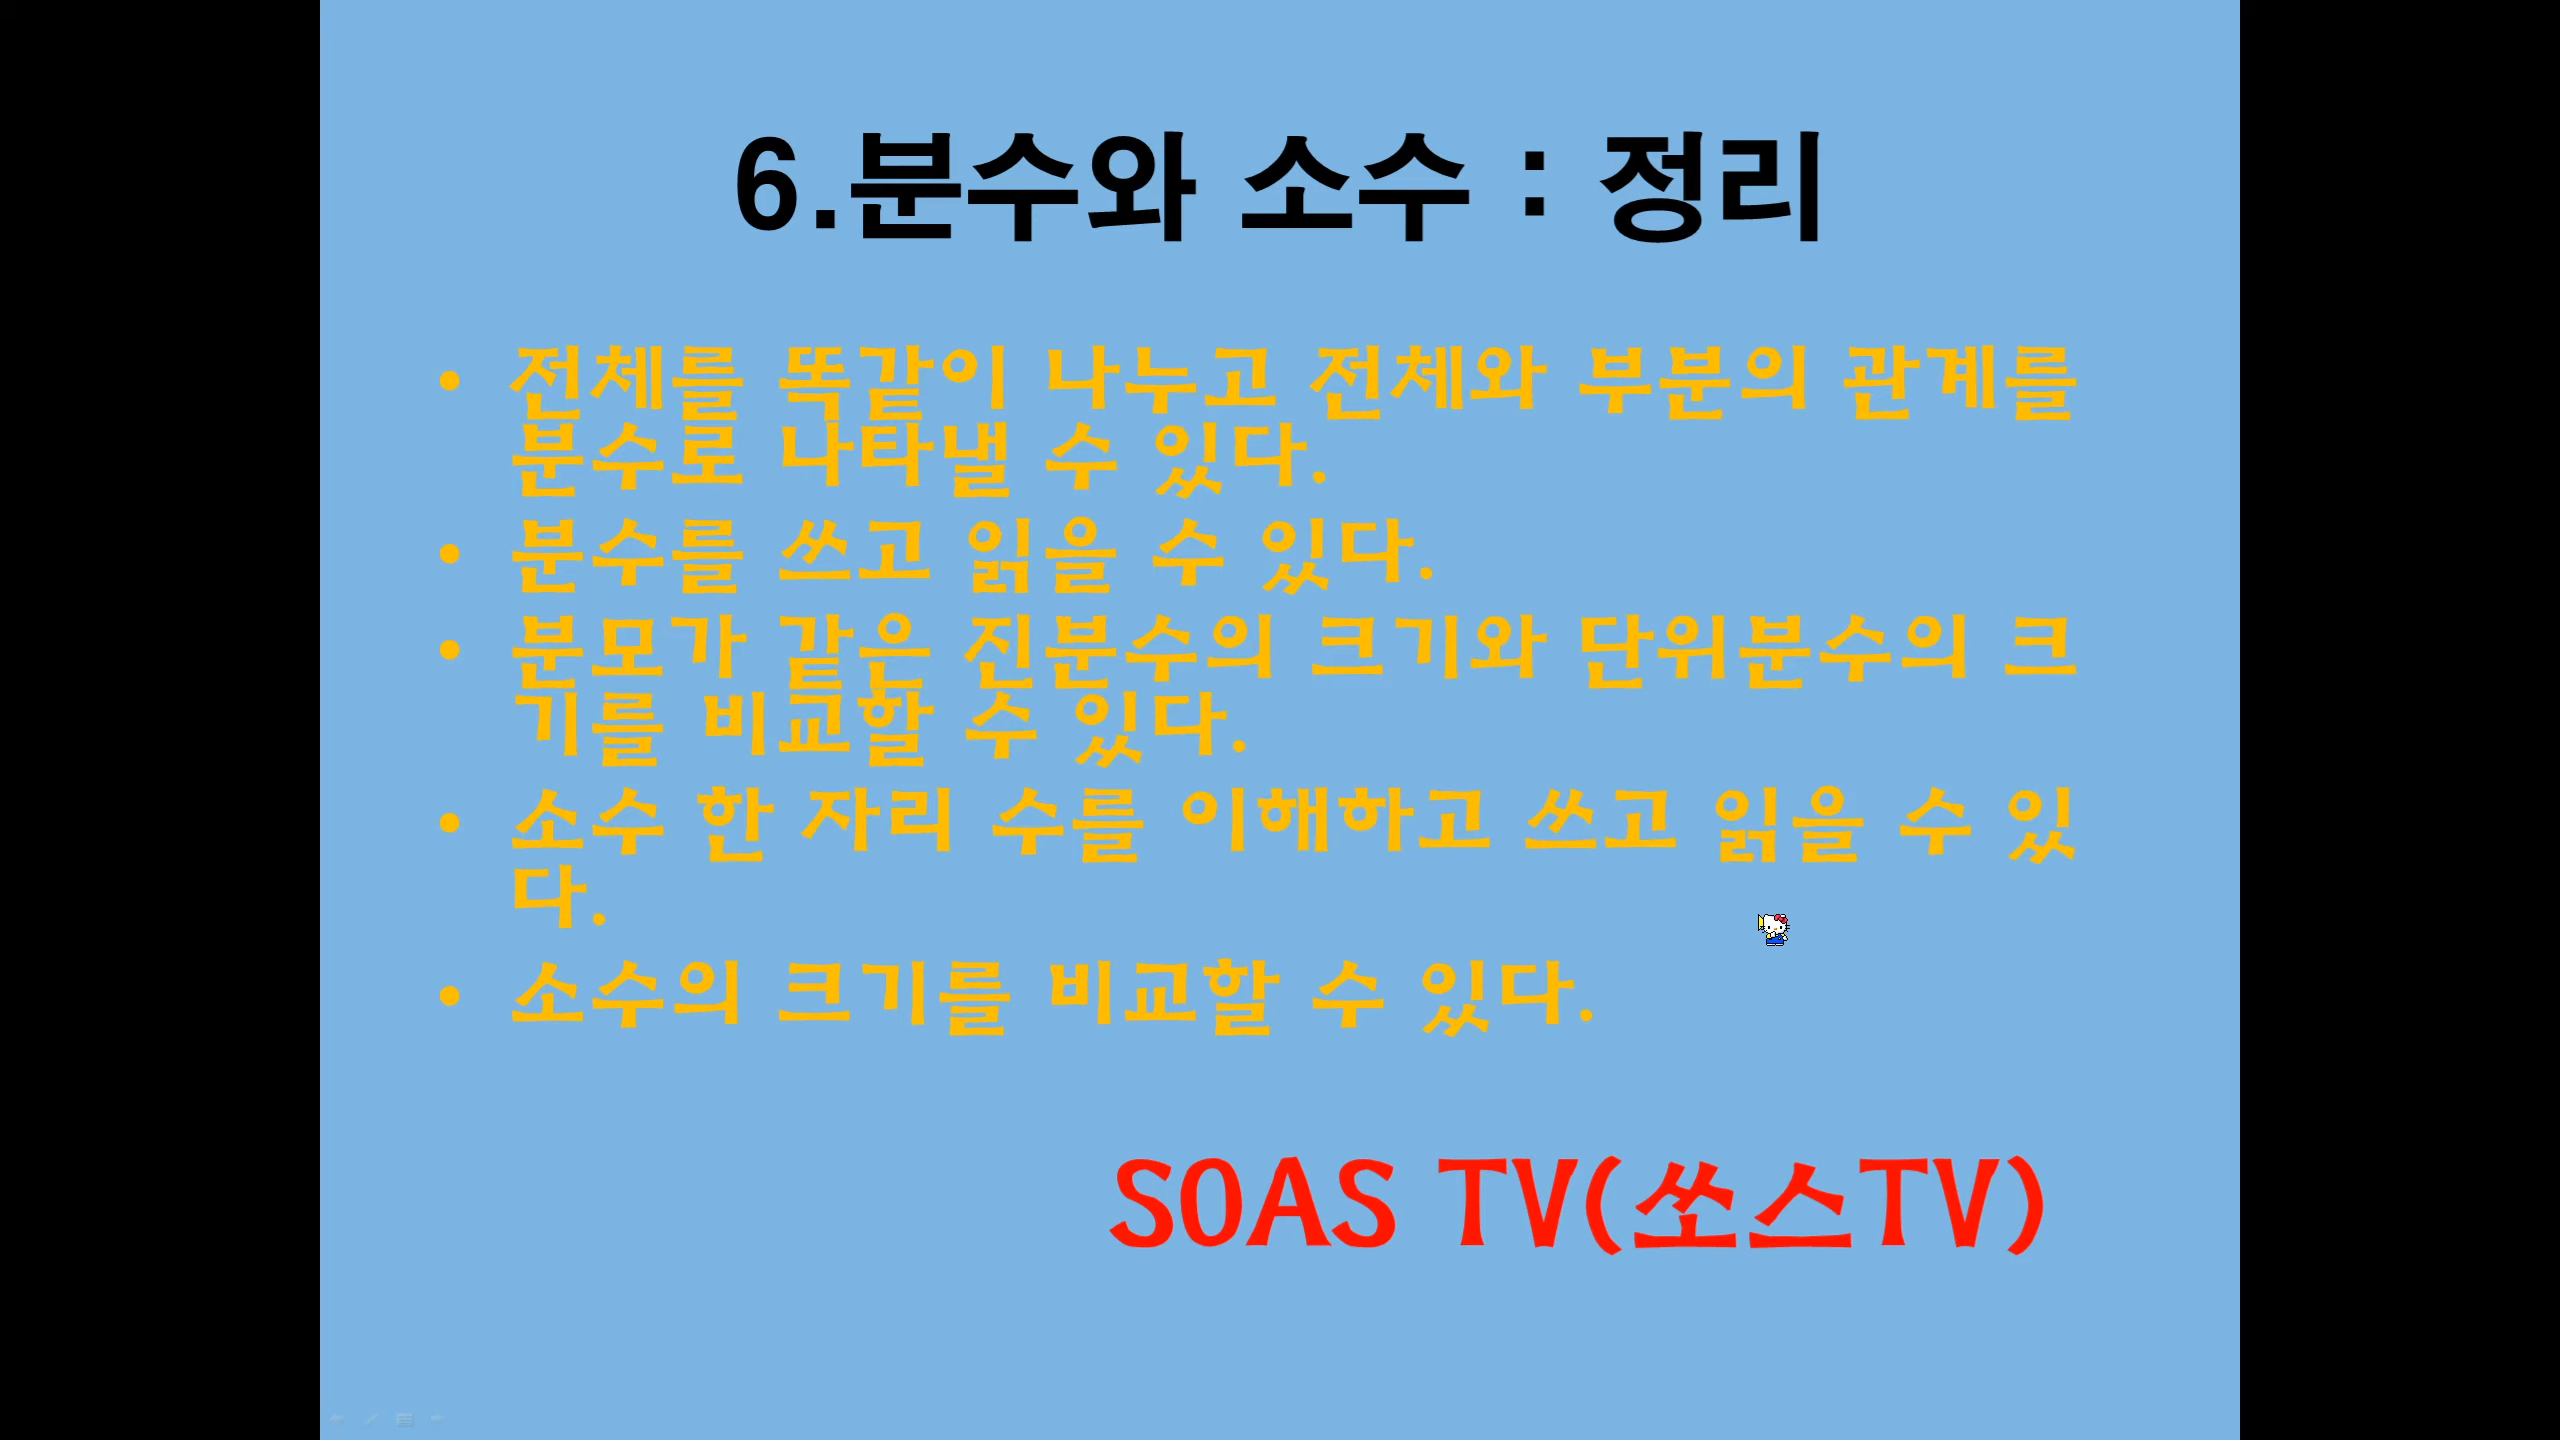 6.분수와 소수 : 정리
• 전체를 똑같이 나누고 전체와 부분의 관계를
분수로 나타낼 수 있다.
• 분수를 쓰고 읽을 수 있다.
• 분모가 같은 진분수의 크기와 단위분수의 크
기를 비교할 수 있다.
• 소수 한 자리 수를 이해하고 쓰고 읽을 수 있
다.
• 소수의 크기를 비교할 수 있다.
SOAS TV(쏘스TV)